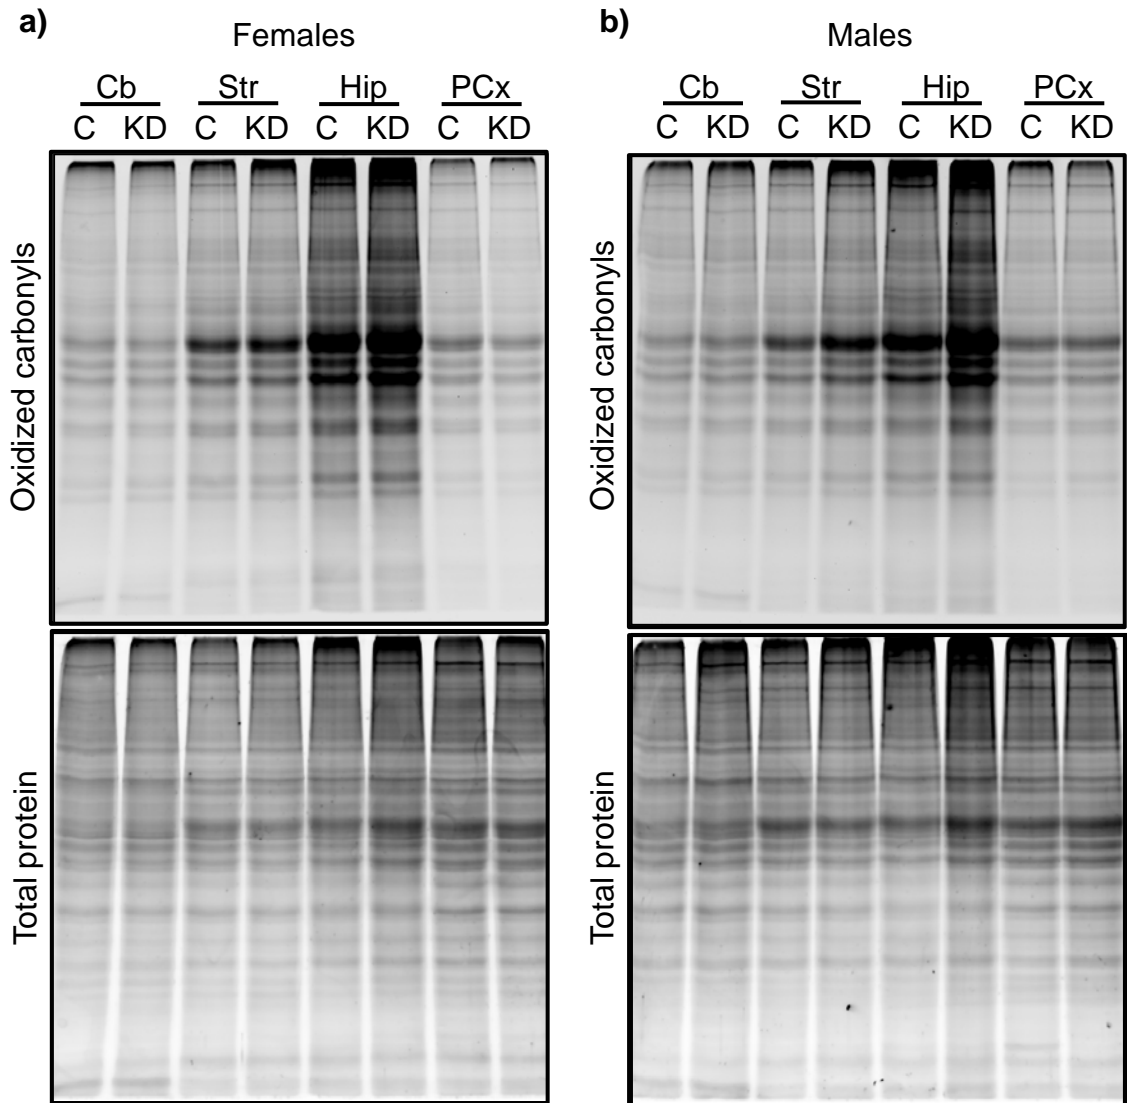 a)
Females
Cb Str Hip PCx
C KD C KD C KD C KD
Oxidized carbonyls
Total protein
b)
Males
Cb Str Hip PCx
C KD C KD C KD C KD
Oxidized carbonyls
Total protein